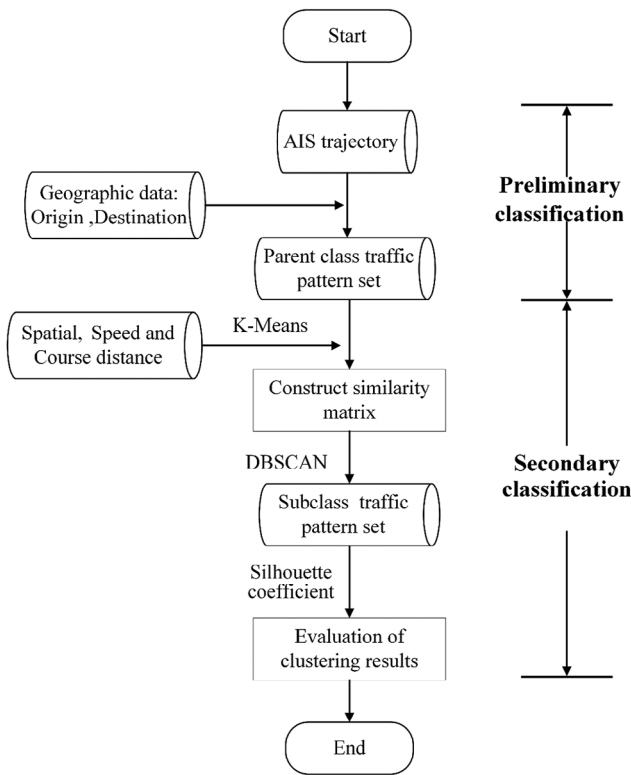 Start
AIS trajectory
Geographic data:
Origin ,Destination
Parent class traffic
pattern set
Preliminary
classification
Spatial, Speed and
Course distance
K-Means
Construct similarity
matrix
DBSCAN
Subclass traffic
pattern set
Secondary
classification
Silhouette
coefficient
Evaluation of
clustering results
End